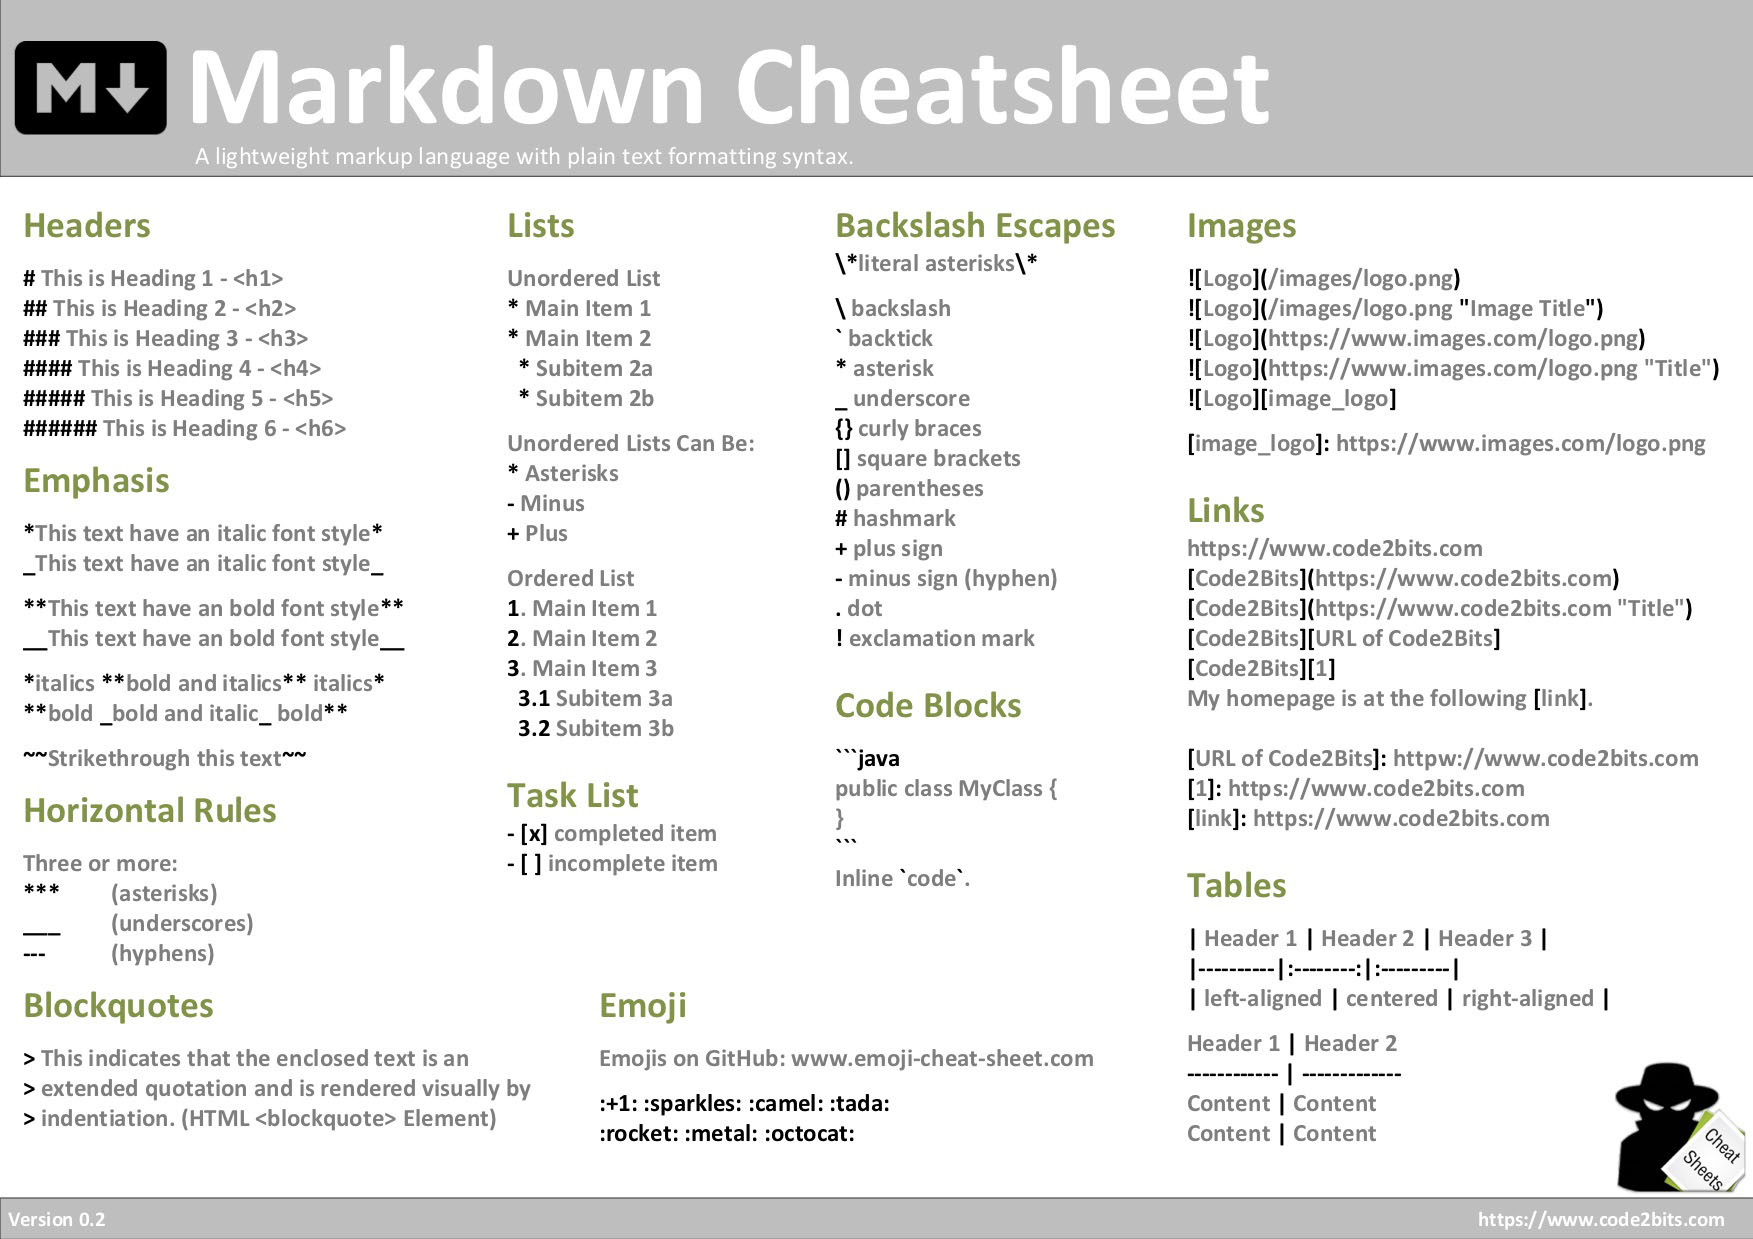 M↓
Markdown Cheatsheet
A lightweight markup language with plain text formatting syntax.
Headers
# This is Heading 1 - <h1>
## This is Heading 2 - <h2>
### This is Heading 3 - <h3>
#### This is Heading 4 - <h4>
##### This is Heading 5 - <h5>
###### This is Heading 6 - <h6>
Emphasis
*This text have an italic font style*
_This text have an italic font style_
**This text have an bold font style**
__This text have an bold font style__
*italics **bold and italics** italics*
**bold _bold and italic_ bold**
~~Strikethrough this text~~
Horizontal Rules
Three or more:
*** (asterisks)
___ (underscores)
--- (hyphens)
Blockquotes
> This indicates that the enclosed text is an
> extended quotation and is rendered visually by
> indentiation. (HTML <blockquote> Element)
Lists
Unordered List
* Main Item 1
* Main Item 2
  * Subitem 2a
  * Subitem 2b
Unordered Lists Can Be:
* Asterisks
- Minus
+ Plus
Ordered List
1. Main Item 1
2. Main Item 2
3. Main Item 3
  3.1 Subitem 3a
  3.2 Subitem 3b
Task List
- [x] completed item
- [ ] incomplete item
Backslash Escapes
\*literal asterisks\*
\ backslash
` backtick
* asterisk
_ underscore
{} curly braces
[] square brackets
() parentheses
# hashmark
+ plus sign
- minus sign (hyphen)
. dot
! exclamation mark
Code Blocks
```java
public class MyClass {
}
```
Inline `code`.
Emoji
Emojis on GitHub: www.emoji-cheat-sheet.com
:+1: :sparkles: :camel: :tada:
:rocket: :metal: :octocat:
Images
![Logo](/images/logo.png)
![Logo](/images/logo.png "Image Title")
![Logo](https://www.images.com/logo.png)
![Logo](https://www.images.com/logo.png "Title")
![Logo][image_logo]
[image_logo]: https://www.images.com/logo.png
Links
https://www.code2bits.com
[Code2Bits](https://www.code2bits.com)
[Code2Bits](https://www.code2bits.com "Title")
[Code2Bits][URL of Code2Bits]
[Code2Bits][1]
My homepage is at the following [link].
[URL of Code2Bits]: httpw://www.code2bits.com
[1]: https://www.code2bits.com
[link]: https://www.code2bits.com
Tables
| Header 1 | Header 2 | Header 3 |
|----------|:--------:|:---------|
| left-aligned | centered | right-aligned |
Header 1 | Header 2
------------ | -------------
Content | Content
Content | Content
Cheat
Sheets
Version 0.2
https://www.code2bits.com